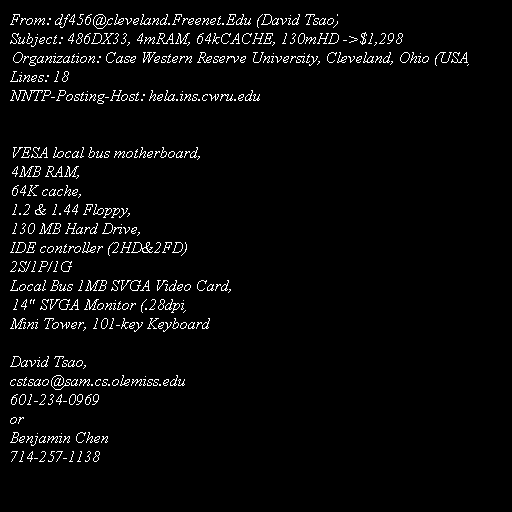 From: df456@cleveland.Freenet.Edu (David Tsao)
Subject: 486DX33, 4mRAM, 64kCACHE, 130mHD ->$1,298
Organization: Case Western Reserve University, Cleveland, Ohio (USA
Lines: 18
NNTP-Posting-Host: hela.ins.cwru.edu
VESA local bus motherboard,
4MB RAM,
64K cache,
1.2 & 1.44 Floppy,
130 MB Hard Drive,
IDE controller (2HD&2FD)
2S/1P/1G
Local Bus 1MB SVGA Video Card,
14" SVGA Monitor (.28dpi)
Mini Tower, 101-key Keyboard
David Tsao,
cstsao@sam.cs.olemiss.edu
601-234-0969
or
Benjamin Chen
714-257-1138